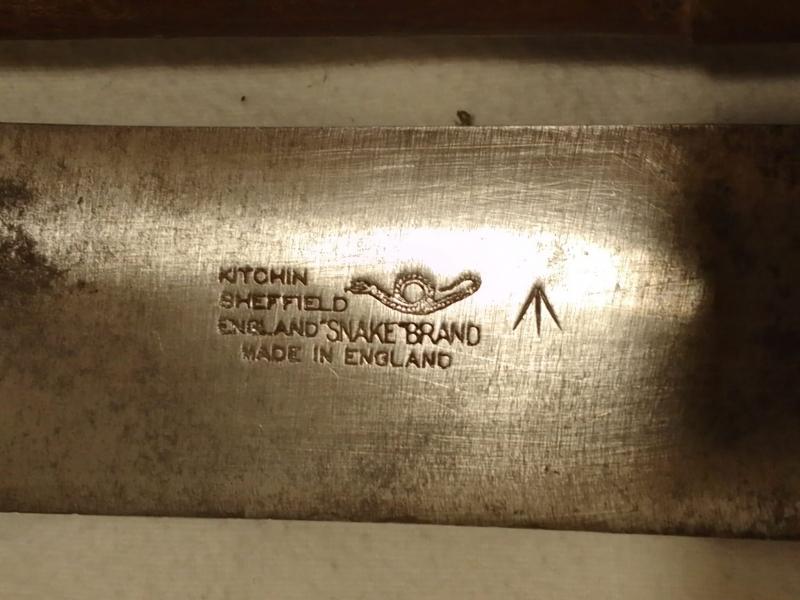 KITCHIN
SHEFFIELD
ENGLAND "SNAKE" BRAND
MADE IN ENGLAND